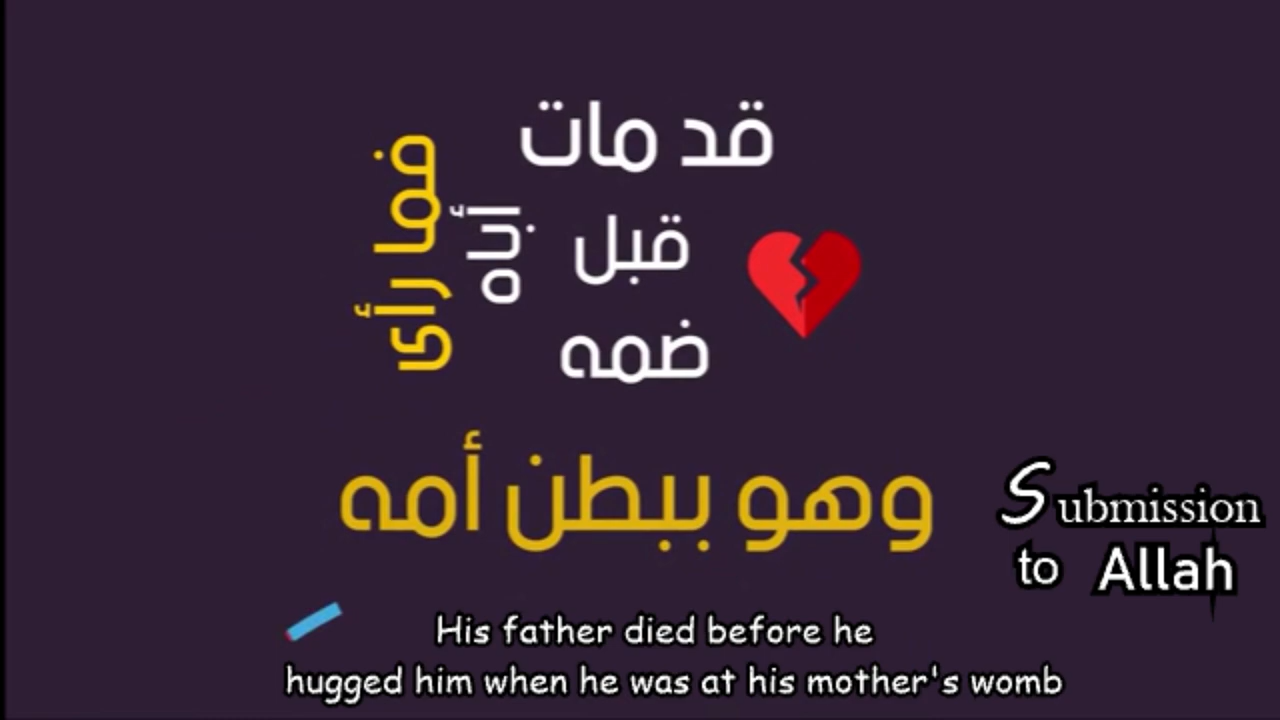 قد مات
قبل
ضمه
أباه
فما رأى
وهو ببطن أمه
Submission
to Allah
His father died before he
hugged him when he was at his mother's womb